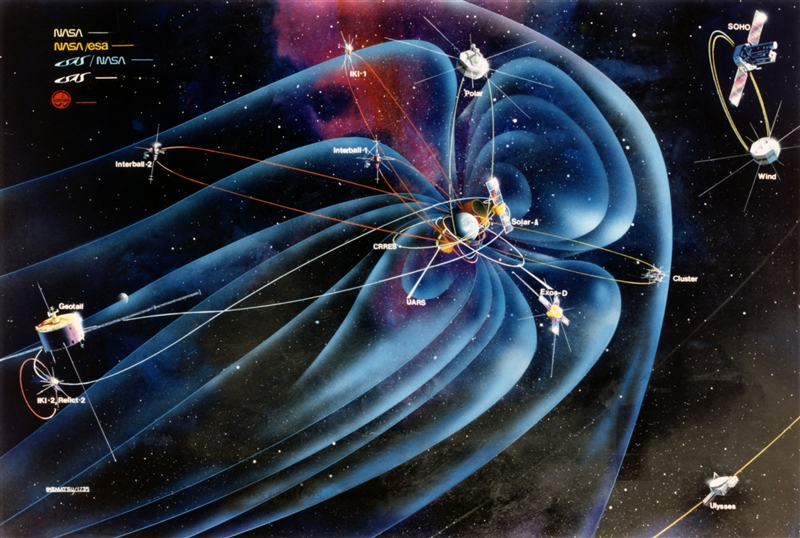 NASA
NASA/esa
ISAS/NASA
ISAS
SOHO
IKI-1
Polar
Interball-2
Interball-1
Wind
Solar-A
CRRES
Cluster
Geotail
UARS
Exos-D
IKI-2, Relict-2
Ulysses